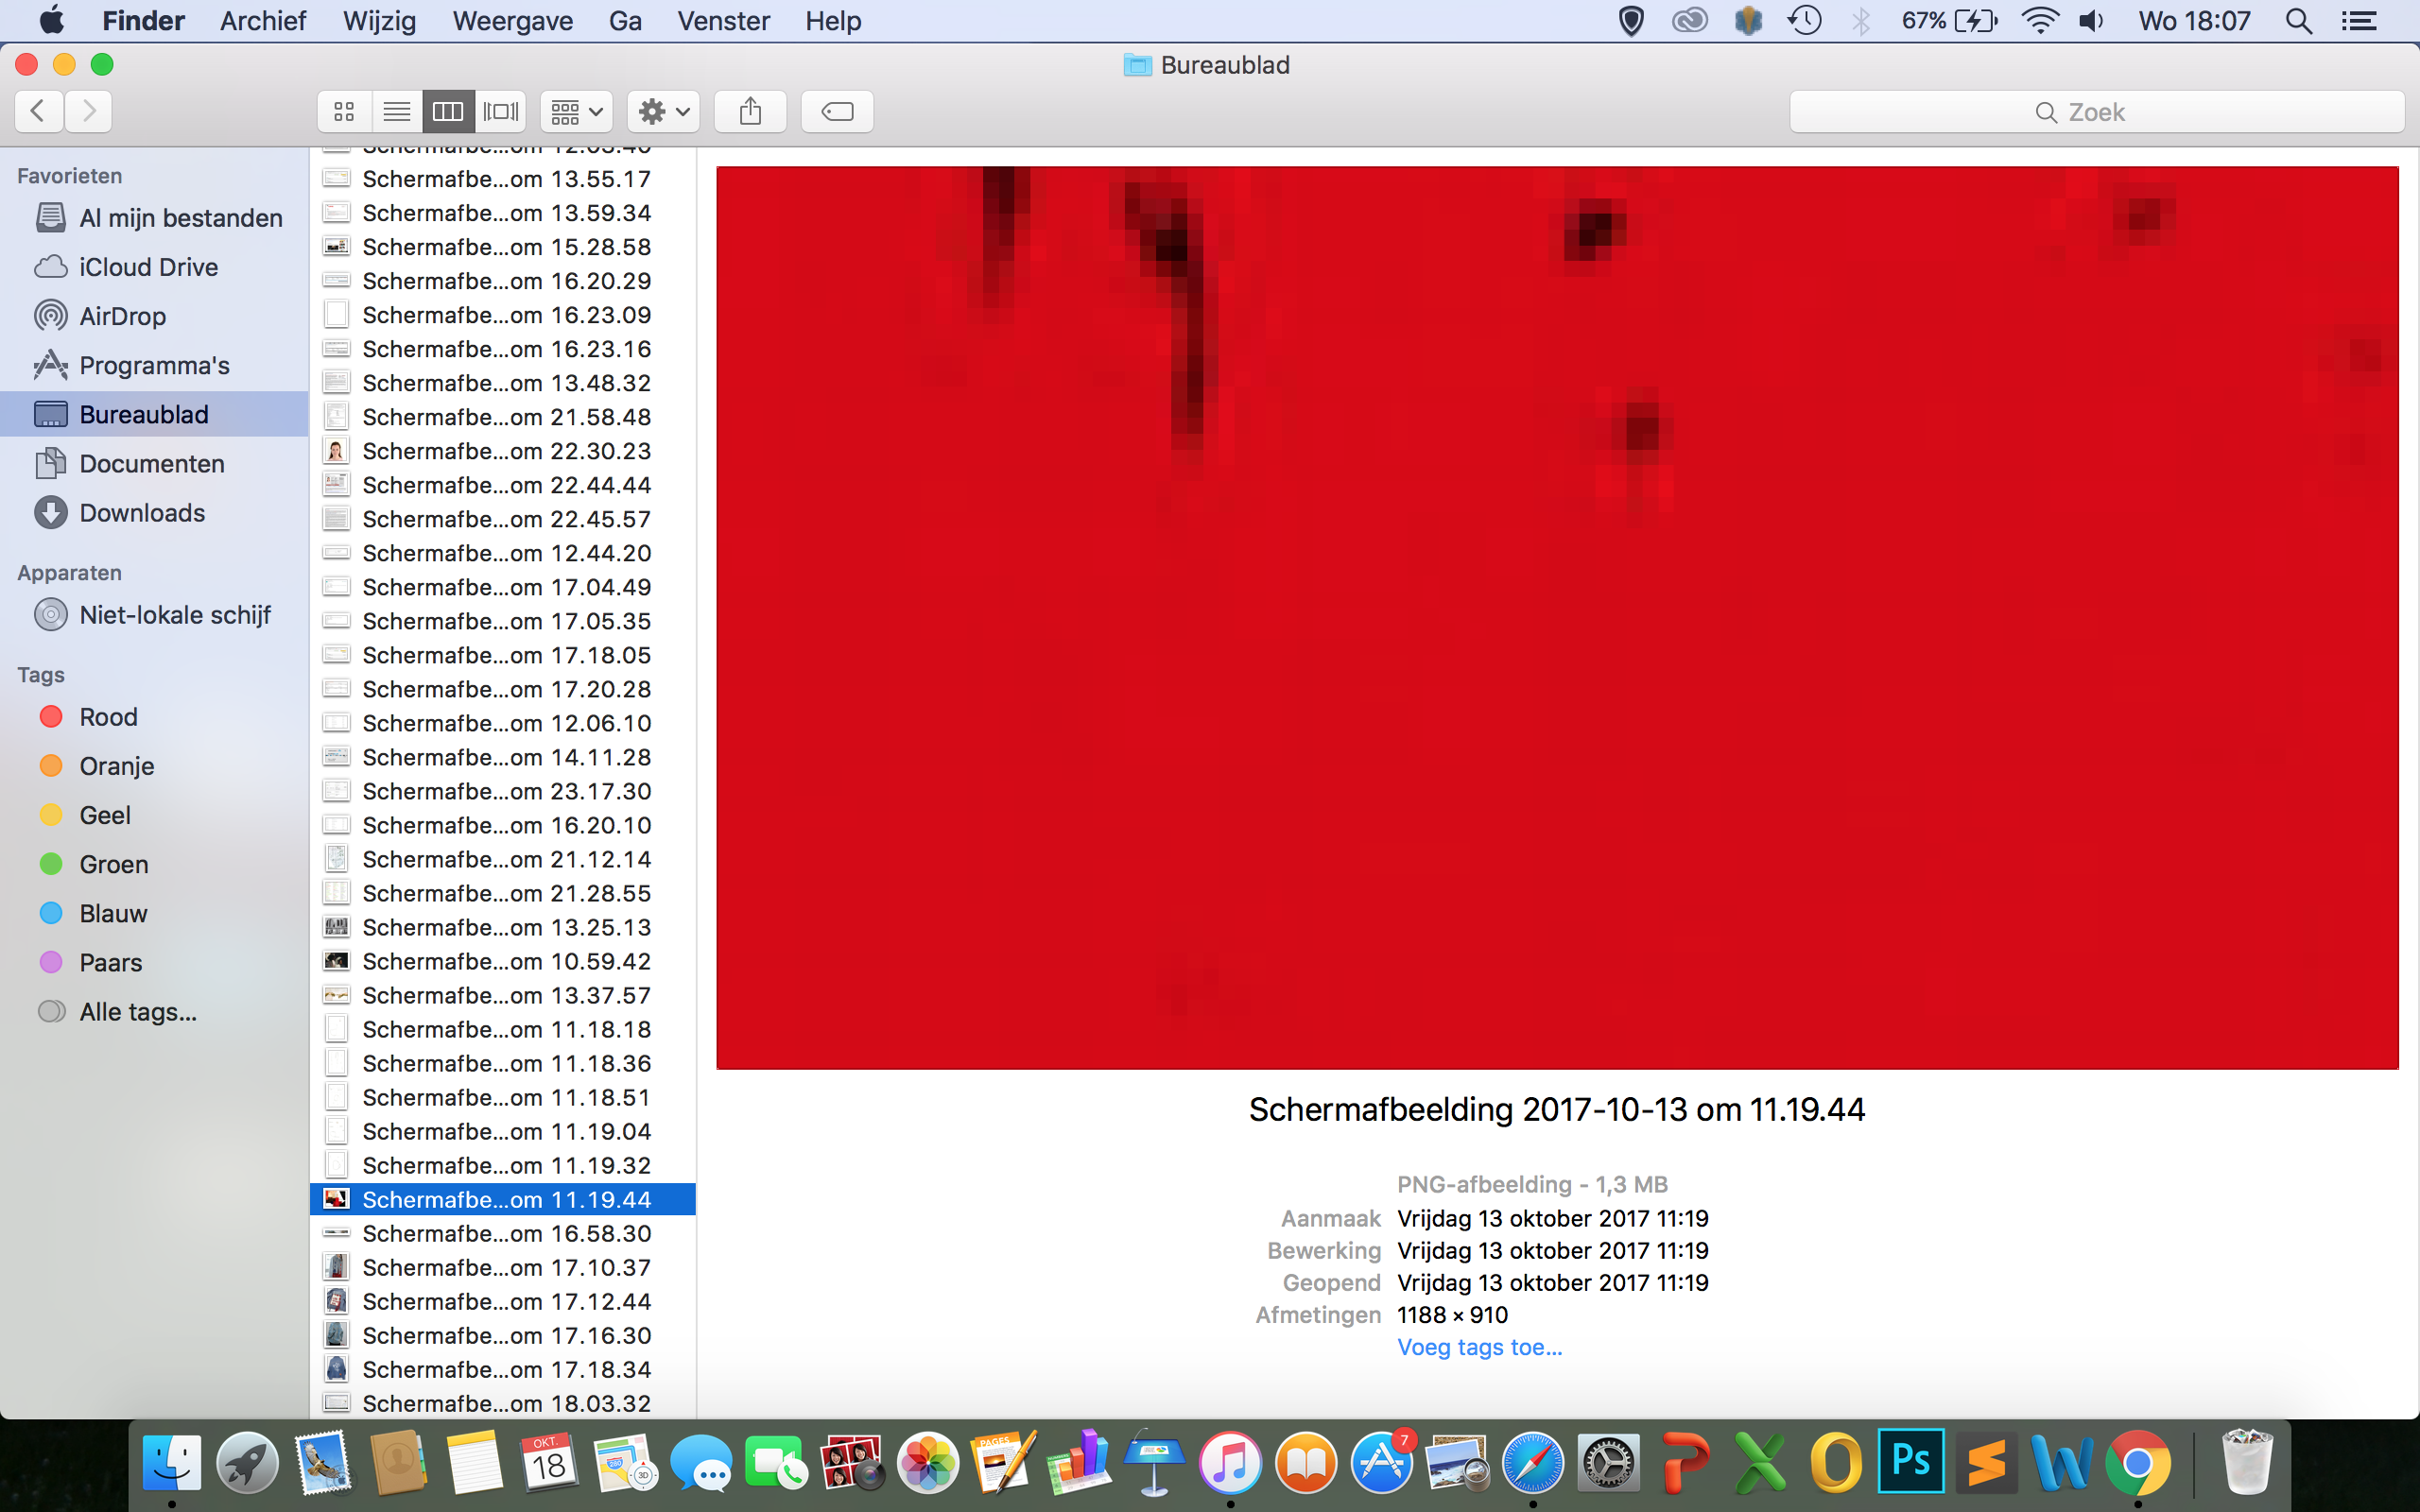 Finder Archief Wijzig Weergave Ga Venster Help 67% Wo 18:07
Bureaublad
Zoek
Favorieten
Al mijn bestanden
iCloud Drive
AirDrop
Programma's
Bureaublad
Documenten
Downloads
Apparaten
Niet-lokale schijf
Tags
Rood
Oranje
Geel
Groen
Blauw
Paars
Alle tags...
Schermafbe...om 12.03.40
Schermafbe...om 13.55.17
Schermafbe...om 13.59.34
Schermafbe...om 15.28.58
Schermafbe...om 16.20.29
Schermafbe...om 16.23.09
Schermafbe...om 16.23.16
Schermafbe...om 13.48.32
Schermafbe...om 21.58.48
Schermafbe...om 22.30.23
Schermafbe...om 22.44.44
Schermafbe...om 22.45.57
Schermafbe...om 12.44.20
Schermafbe...om 17.04.49
Schermafbe...om 17.05.35
Schermafbe...om 17.18.05
Schermafbe...om 17.20.28
Schermafbe...om 12.06.10
Schermafbe...om 14.11.28
Schermafbe...om 23.17.30
Schermafbe...om 16.20.10
Schermafbe...om 21.12.14
Schermafbe...om 21.28.55
Schermafbe...om 13.25.13
Schermafbe...om 10.59.42
Schermafbe...om 13.37.57
Schermafbe...om 11.18.18
Schermafbe...om 11.18.36
Schermafbe...om 11.18.51
Schermafbe...om 11.19.04
Schermafbe...om 11.19.32
Schermafbe...om 11.19.44
Schermafbe...om 16.58.30
Schermafbe...om 17.10.37
Schermafbe...om 17.12.44
Schermafbe...om 17.16.30
Schermafbe...om 17.18.34
Schermafbe...om 18.03.32
Schermafbeelding 2017-10-13 om 11.19.44
PNG-afbeelding - 1,3 MB
Aanmaak Vrijdag 13 oktober 2017 11:19
Bewerking Vrijdag 13 oktober 2017 11:19
Geopend Vrijdag 13 oktober 2017 11:19
Afmetingen 1188 × 910
Voeg tags toe...
OKT.
18
3D
PAGES
7
Ps